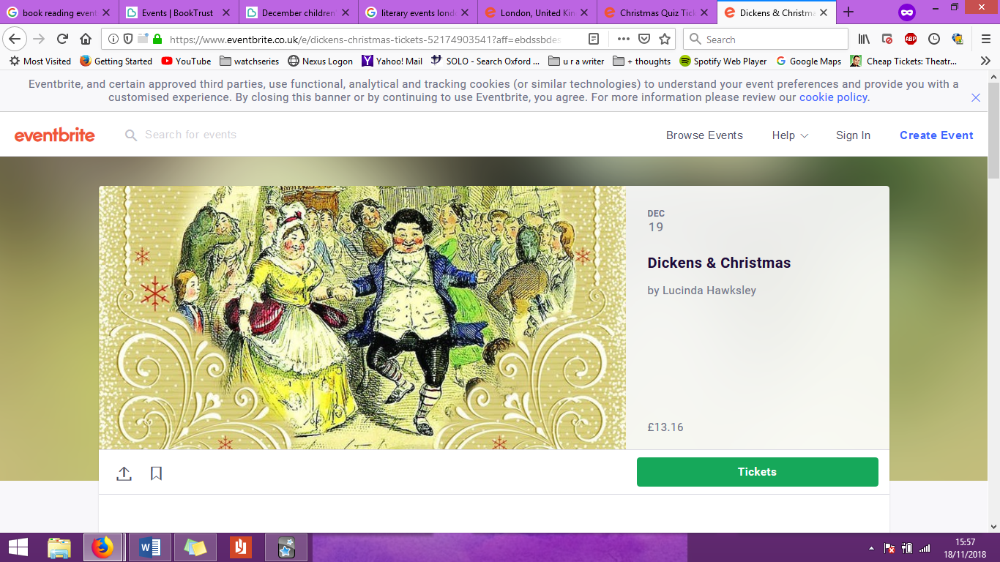 book reading event
Events | BookTrust
December children
literary events lond
London, United Kin
Christmas Quiz Tick
Dickens & Christma
https://www.eventbrite.co.uk/e/dickens-christmas-tickets-52174903541?aff=ebdssbdes
Search
ABP
Most Visited
Getting Started
YouTube
watchseries
Nexus Logon
Yahoo! Mail
SOLO - Search Oxford ...
u r a writer
+ thoughts
Spotify Web Player
Google Maps
Cheap Tickets: Theatr...
Eventbrite, and certain approved third parties, use functional, analytical and tracking cookies (or similar technologies) to understand your event preferences and provide you with a
customised experience. By closing this banner or by continuing to use Eventbrite, you agree. For more information please review our cookie policy.
eventbrite
Search for events
Browse Events
Help
Sign In
Create Event
DEC
19
Dickens & Christmas
by Lucinda Hawksley
£13.16
Tickets
15:57
18/11/2018